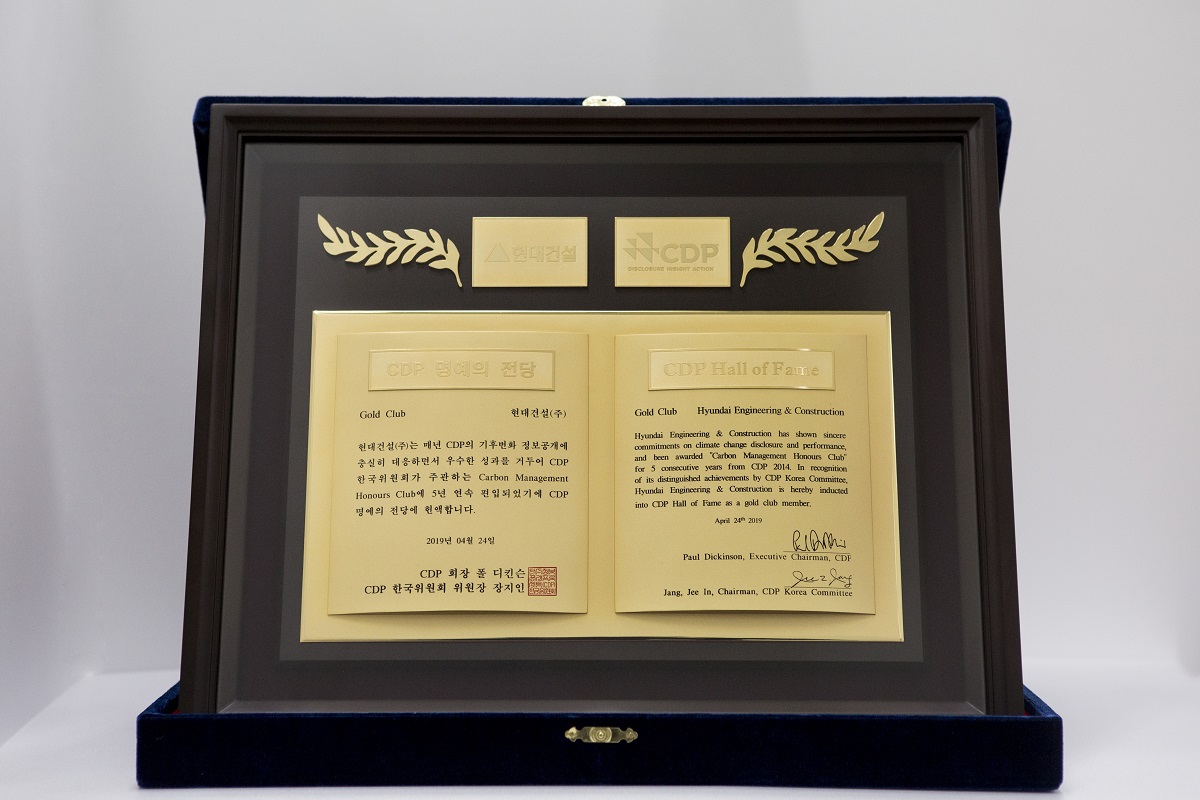 현대건설
CDP
DISCLOSURE INSIGHT ACTION
CDP 명예의 전당
Gold Club 현대건설(주)
현대건설(주)는 매년 CDP의 기후변화 정보공개에
충실히 대응하면서 우수한 성과를 거두어 CDP
한국위원회가 주관하는 Carbon Management
Honours Club에 5년 연속 편입되었기에 CDP
명예의 전당에 헌액합니다.
2019년 04월 24일
CDP 회장 폴 디킨슨
CDP 한국위원회 위원장 장지인
CDP Hall of Fame
Gold Club Hyundai Engineering & Construction
Hyundai Engineering & Construction has shown sincere
commitments on climate change disclosure and performance,
and been awarded "Carbon Management Honours Club"
for 5 consecutive years from CDP 2014. In recognition
of its distinguished achievements by CDP Korea Committee,
Hyundai Engineering & Construction is hereby inducted
into CDP Hall of Fame as a gold club member.
April 24th 2019
Paul Dickinson, Executive Chairman, CDP
Jang, Jee In, Chairman, CDP Korea Committee